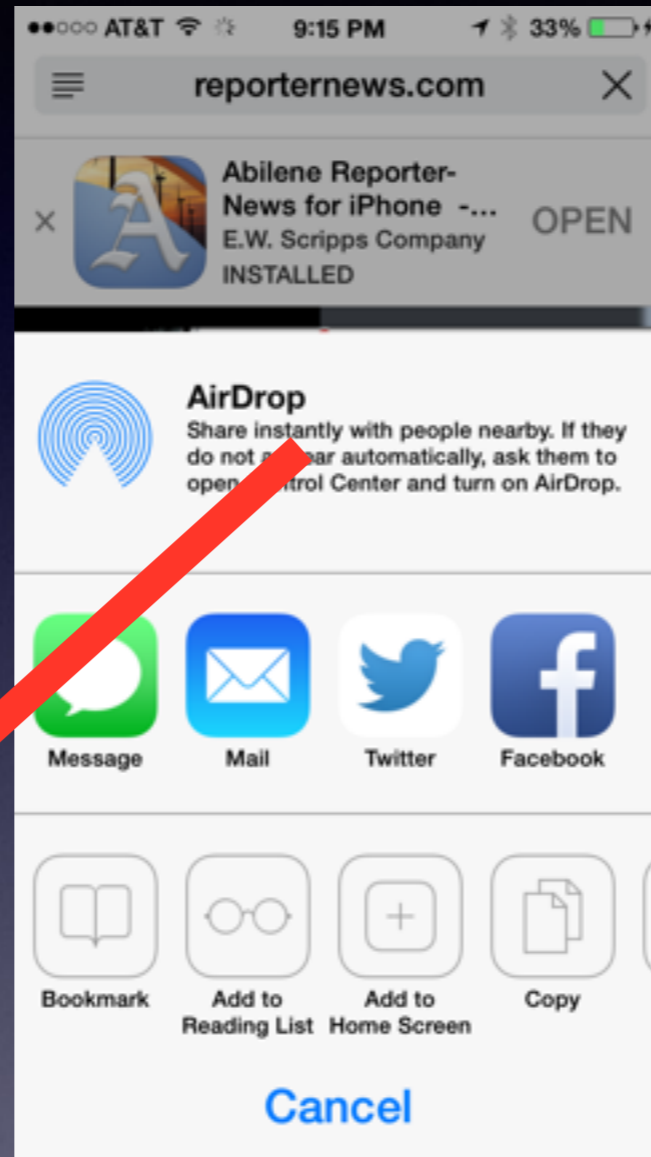 AT&T 9:15 PM 33%
reporternews.com
Abilene Reporter-
News for iPhone -...
E.W. Scripps Company
INSTALLED
OPEN
A
AirDrop
Share instantly with people nearby. If they
do not automatically, ask them to
open Center and turn on AirDrop.
Message Mail Twitter Facebook
Bookmark
Add to
Reading List
Add to
Home Screen
Copy
Cancel